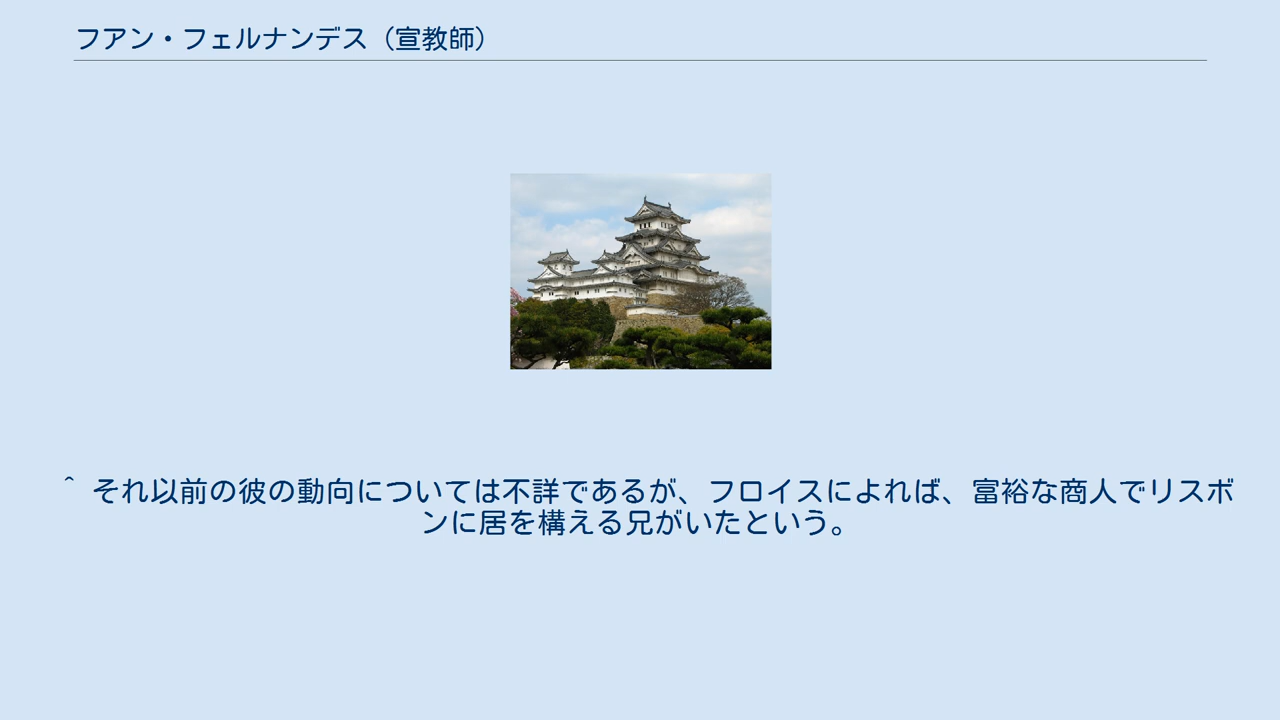 フアン・フェルナンデス（宣教師）
^ それ以前の彼の動向については不詳であるが、フロイスによれば、富裕な商人でリスボ
ンに居を構える兄がいたという。